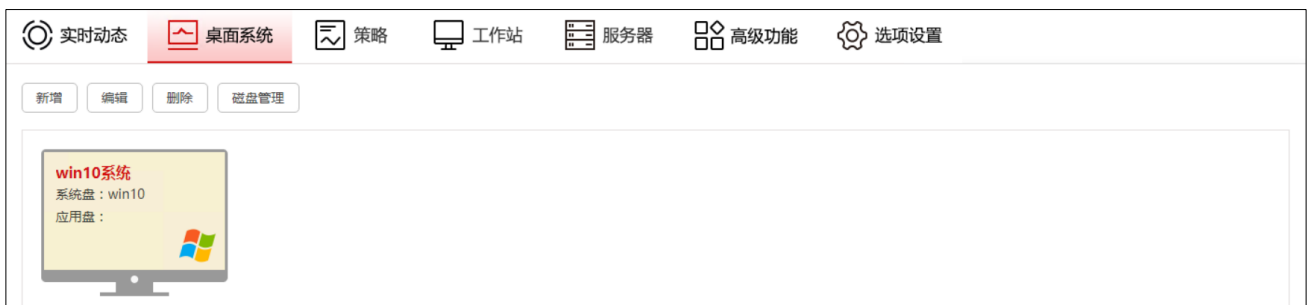 实时动态 桌面系统 策略 工作站 服务器 高级功能 选项设置
新增 编辑 删除 磁盘管理
win10系统
系统盘：win10
应用盘：